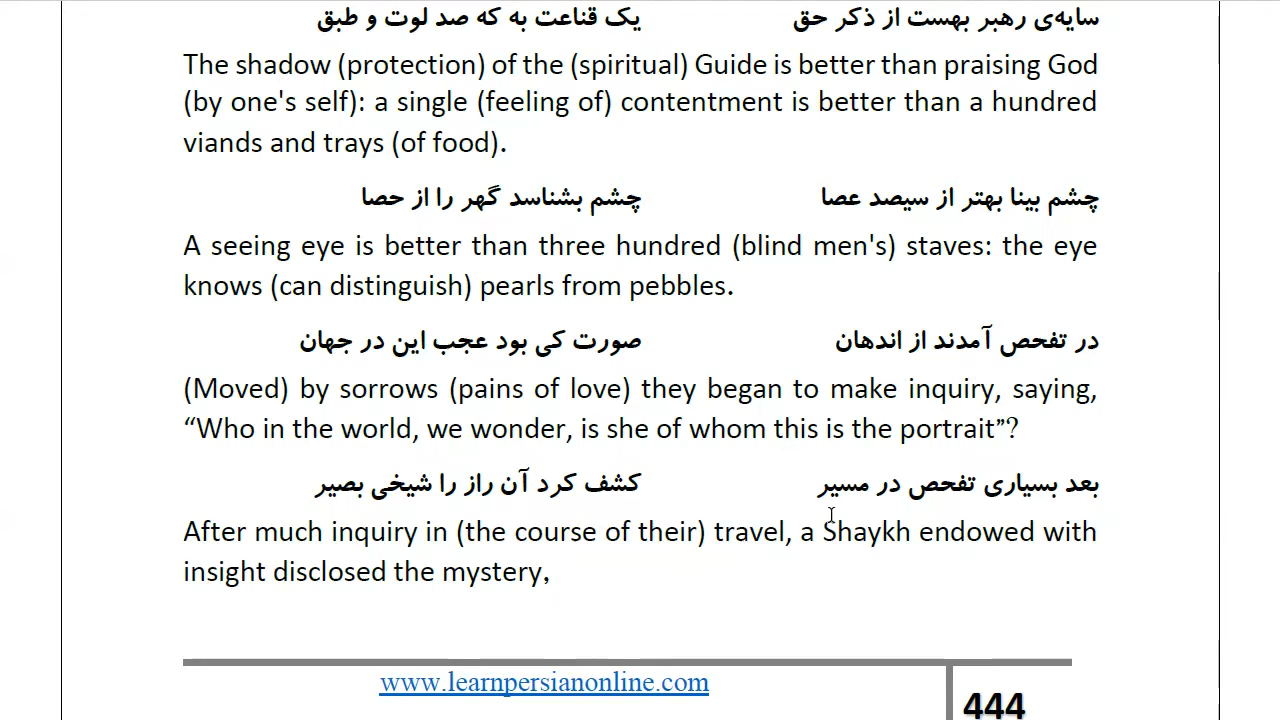 سایه‌ی رهبر بهست از ذکر حق یک قناعت به که صد لوت و طبق
The shadow (protection) of the (spiritual) Guide is better than praising God
(by one's self): a single (feeling of) contentment is better than a hundred
viands and trays (of food).
چشم بینا بهتر از سیصد عصا چشم بشناسد گهر را از حصا
A seeing eye is better than three hundred (blind men's) staves: the eye
knows (can distinguish) pearls from pebbles.
در تفحص آمدند از اندهان صورت کی بود عجب این در جهان
(Moved) by sorrows (pains of love) they began to make inquiry, saying,
“Who in the world, we wonder, is she of whom this is the portrait”?
بعد بسیاری تفحص در مسیر کشف کرد آن راز را شیخی بصیر
After much inquiry in (the course of their) travel, a Shaykh endowed with
insight disclosed the mystery,
www.learnpersianonline.com
444